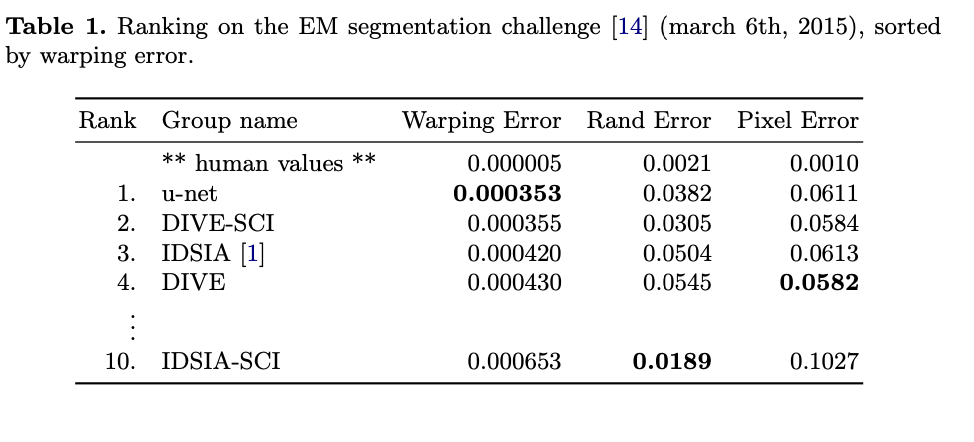 Table 1. Ranking on the EM segmentation challenge [14] (march 6th, 2015), sorted
by warping error.
Rank Group name Warping Error Rand Error Pixel Error
** human values ** 0.000005 0.0021 0.0010
1. u-net 0.000353 0.0382 0.0611
2. DIVE-SCI 0.000355 0.0305 0.0584
3. IDSIA [1] 0.000420 0.0504 0.0613
4. DIVE 0.000430 0.0545 0.0582
⋮
10. IDSIA-SCI 0.000653 0.0189 0.1027